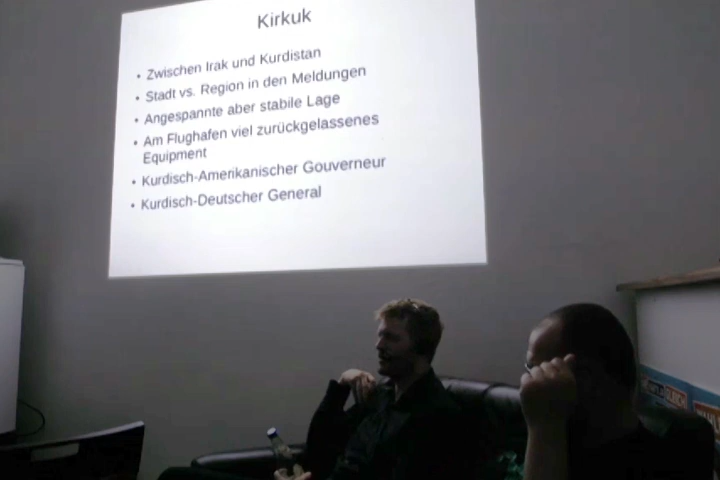 Kirkuk
• Zwischen Irak und Kurdistan
• Stadt vs. Region in den Meldungen
• Angespannte aber stabile Lage
• Am Flughafen viel zurückgelassenes
Equipment
• Kurdisch-Amerikanischer Gouverneur
• Kurdisch-Deutscher General